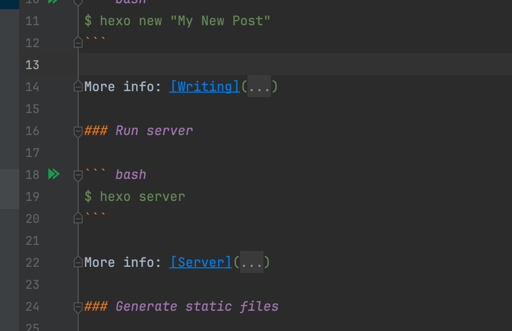 10 ``` bash
11 $ hexo new "My New Post"
12 ```
13
14 More info: [Writing](...)
15
16 ### Run server
17
18 ``` bash
19 $ hexo server
20 ```
21
22 More info: [Server](...)
23
24 ### Generate static files
25